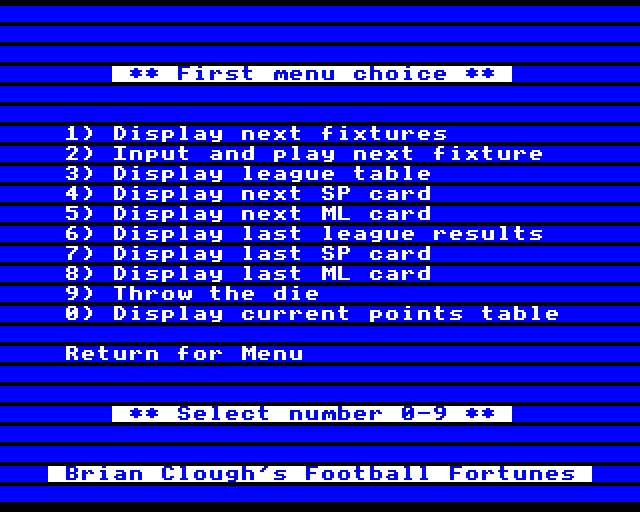 ** First menu choice **
1) Display next fixtures
2) Input and play next fixture
3) Display league table
4) Display next SP card
5) Display next ML card
6) Display last league results
7) Display last SP card
8) Display last ML card
9) Throw the die
0) Display current points table
Return for Menu
** Select number 0-9 **
Brian Clough's Football Fortunes